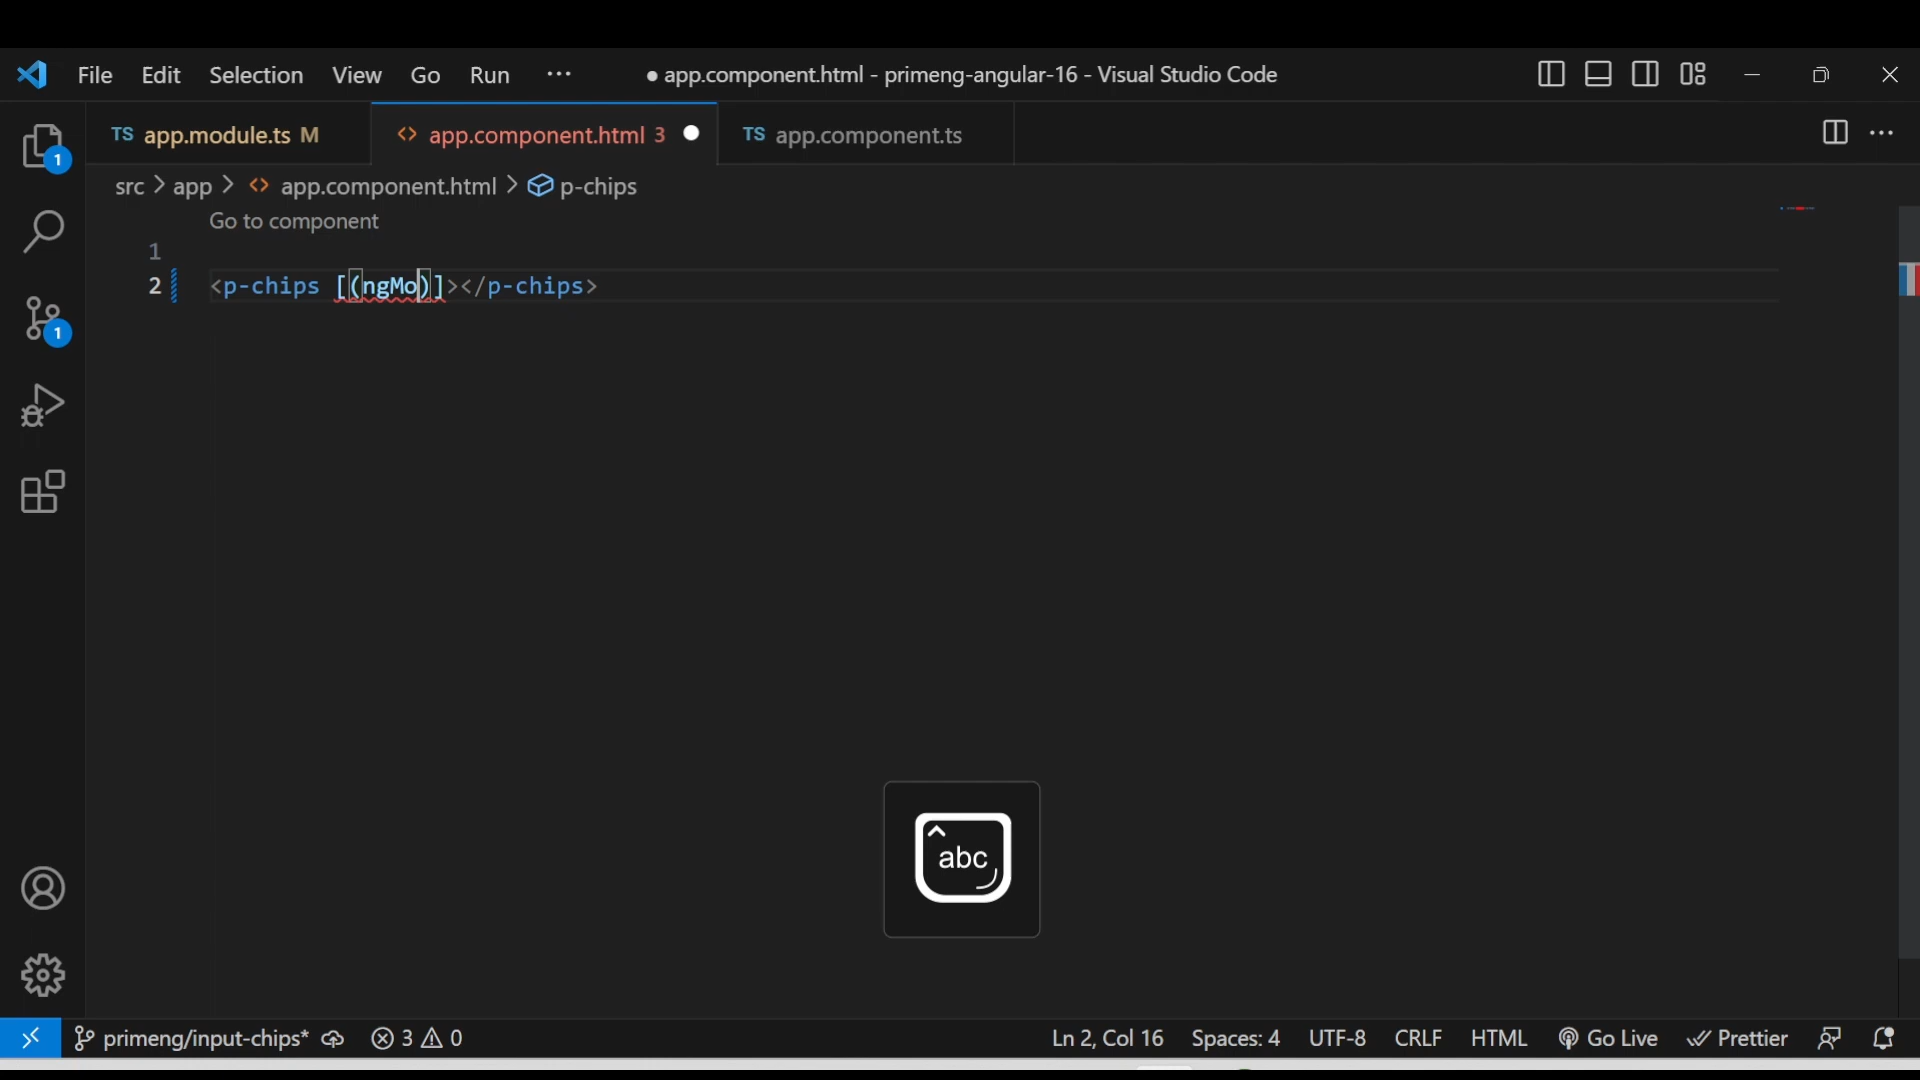 File Edit Selection View Go Run ··· ● app.component.html - primeng-angular-16 - Visual Studio Code
TS app.module.ts M <> app.component.html 3 ● TS app.component.ts
1
src > app > <> app.component.html > p-chips
Go to component
1
2 <p-chips [(ngMo)]></p-chips>
1
abc
primeng/input-chips* 3 0 Ln 2, Col 16 Spaces: 4 UTF-8 CRLF HTML Go Live Prettier